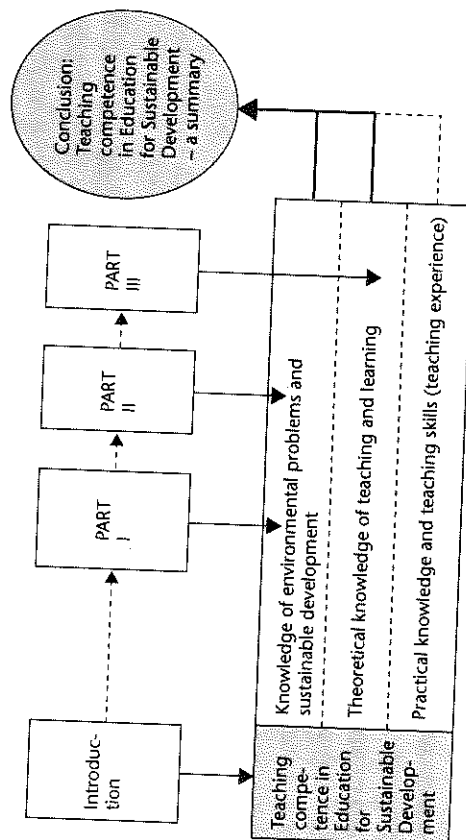 Introduc-
tion
PART
I
PART
II
PART
III
Conclusion:
Teaching
competence
in Education
for Sustainable
Development
– a summary
Teaching
compe-
tence in
Education
for
Sustainable
Develop-
ment
Knowledge of environmental problems and
sustainable development
Theoretical knowledge of teaching and learning
Practical knowledge and teaching skills (teaching experience)